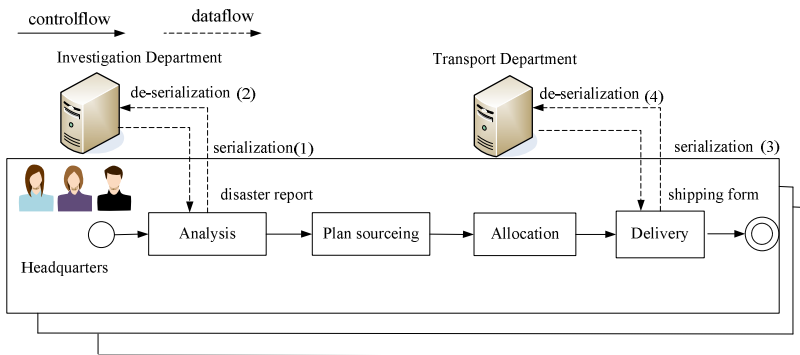 controlflow
dataflow
Investigation Department
Transport Department
de-serialization (2)
de-serialization (4)
serialization(1)
serialization (3)
disaster report
shipping form
Analysis
Plan sourceing
Allocation
Delivery
Headquarters